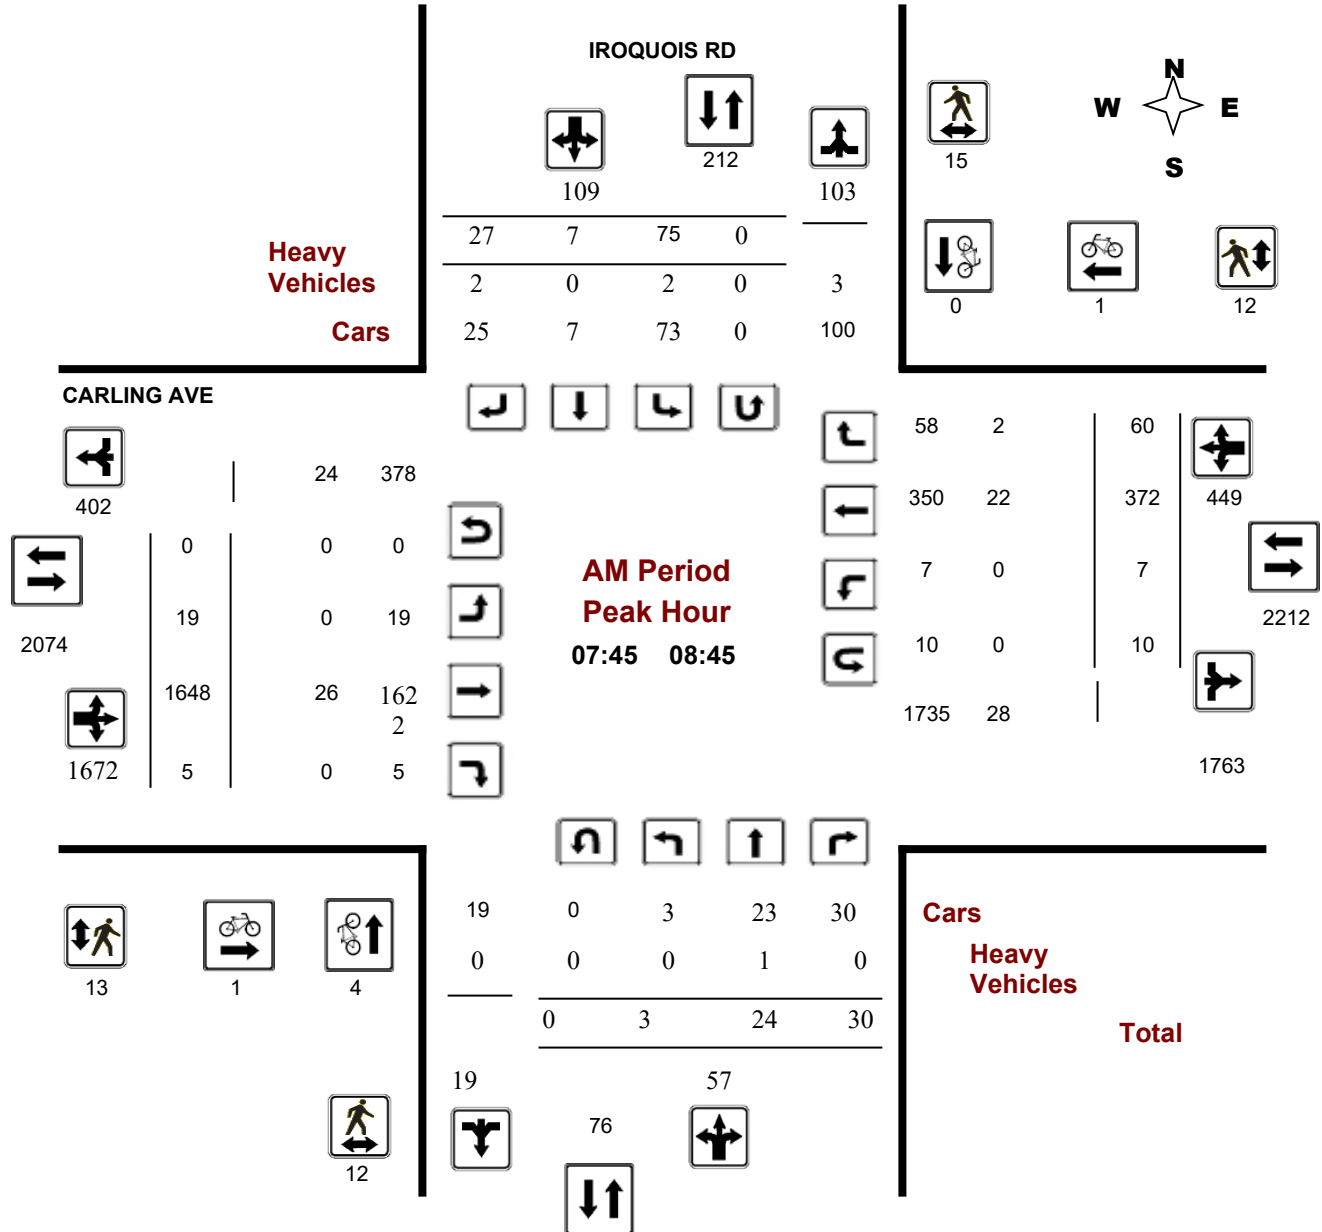 IROQUOIS RD
N
W E
S
212
15
109
103
27 7 75 0
Heavy
Vehicles
2 0 2 0 3
0 1 12
Cars
25 7 73 0 100
CARLING AVE
58 2 60
24 378
402
350 22 372 449
0 0 0
AM Period
7 0 7
Peak Hour
19 0 19
2212
2074
07:45 08:45
10 0 10
1648 26 162
2
1735 28
1672 5 0 5
1763
19 0 3 23 30
Cars
0 0 0 1 0
Heavy
Vehicles
13 1 4
0 3 24 30
Total
19 57
76
12